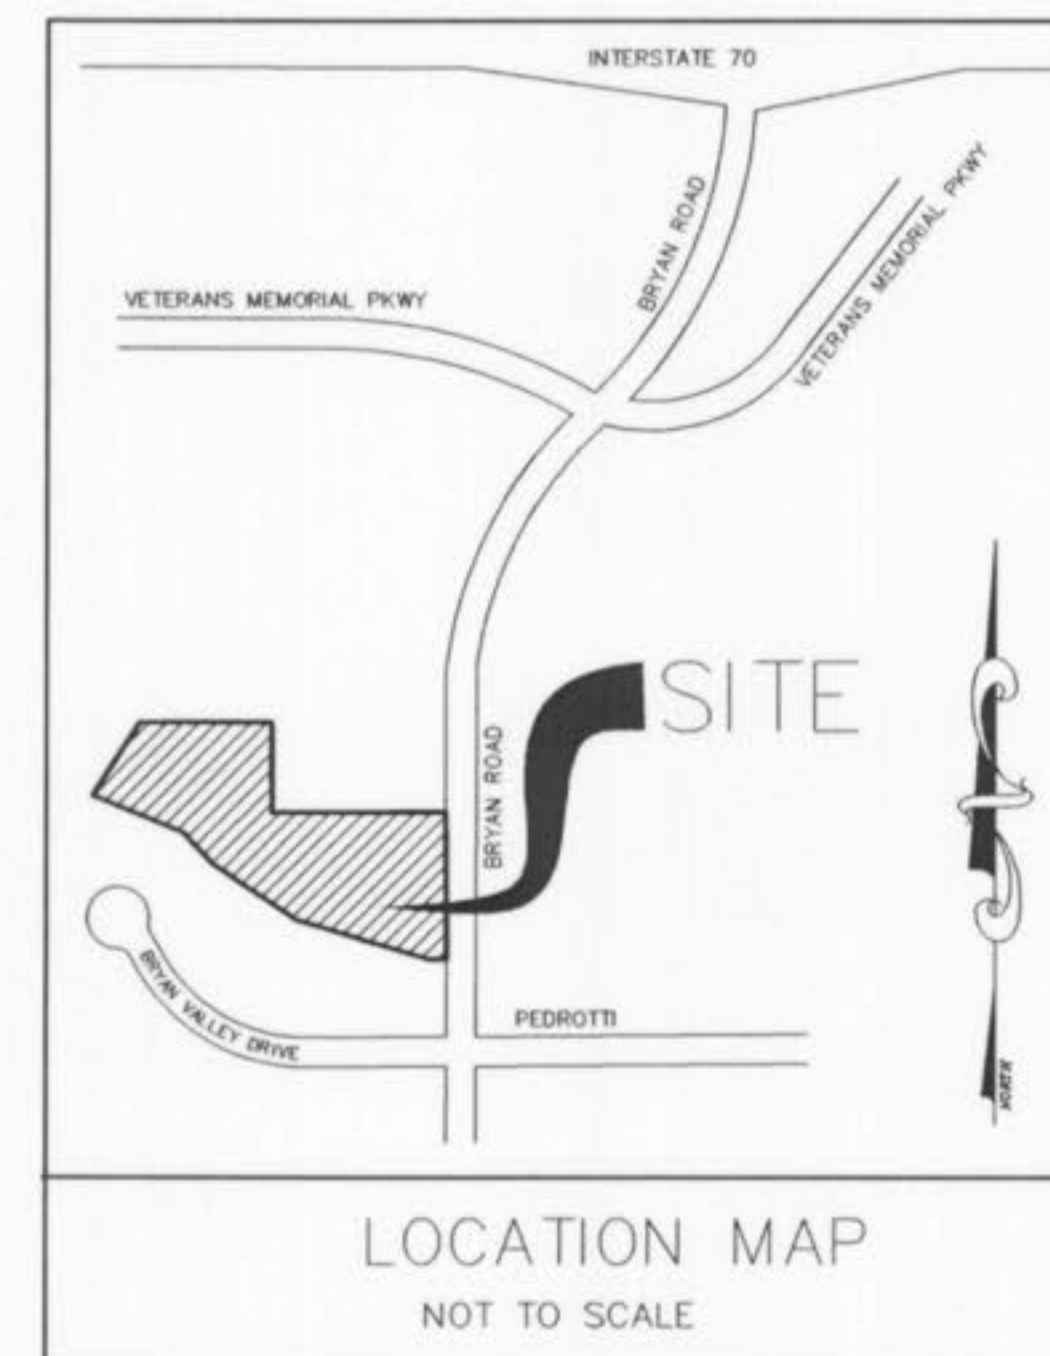 INTERSTATE 70
BRYAN ROAD
VETERANS MEMORIAL PKWY
VETERANS MEMORIAL PKWY
SITE
BRYAN ROAD
BRYAN VALLEY DRIVE
PEDROTTI
NORTH
LOCATION MAP
NOT TO SCALE